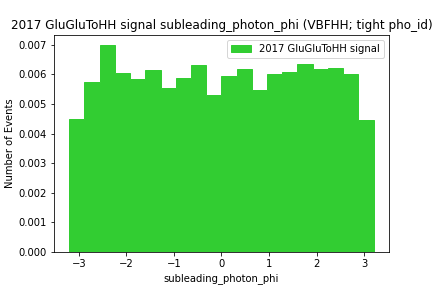 2017 GluGluToHH signal subleading_photon_phi (VBFHH; tight pho_id)
2017 GluGluToHH signal
Number of Events
0.007
0.006
0.005
0.004
0.003
0.002
0.001
0.000
−3 −2 −1 0 1 2 3
subleading_photon_phi